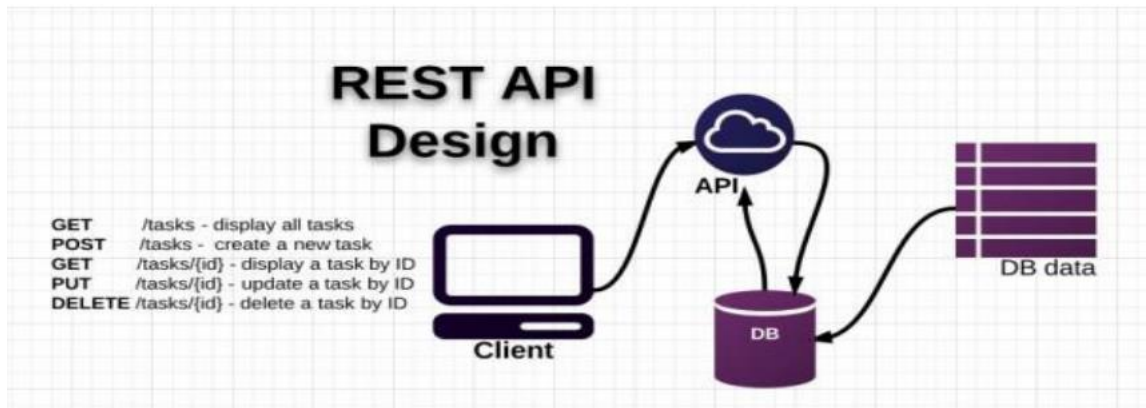 REST API
Design
GET /tasks - display all tasks
POST /tasks - create a new task
GET /tasks/{id} - display a task by ID
PUT /tasks/{id} - update a task by ID
DELETE /tasks/{id} - delete a task by ID
Client
API
DB
DB data